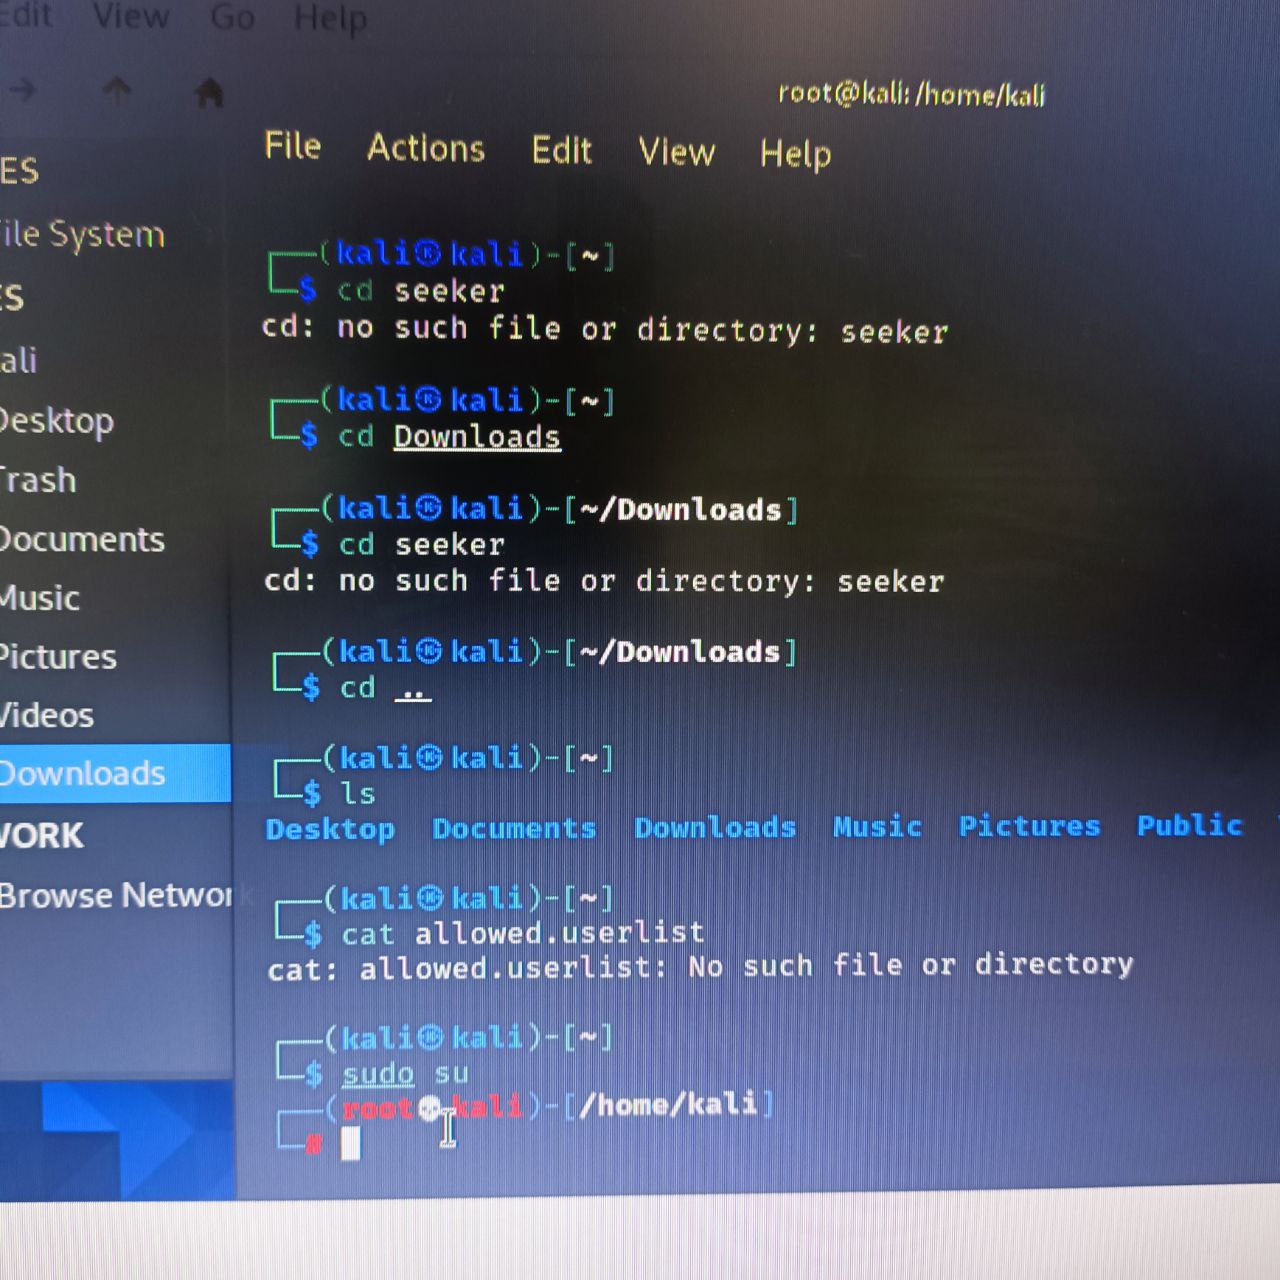 Edit View Go Help
root@kali:/home/kali
File Actions Edit View Help
ES
File System
ES
ali
Desktop
Trash
Documents
Music
Pictures
Videos
Downloads
WORK
Browse Networ
(kali㉿kali)-[~]
$ cd seeker
cd: no such file or directory: seeker
(kali㉿kali)-[~]
$ cd Downloads
(kali㉿kali)-[~/Downloads]
$ cd seeker
cd: no such file or directory: seeker
(kali㉿kali)-[~/Downloads]
$ cd ..
(kali㉿kali)-[~]
$ ls
Desktop Documents Downloads Music Pictures Public
(kali㉿kali)-[~]
$ cat allowed.userlist
cat: allowed.userlist: No such file or directory
(kali㉿kali)-[~]
$ sudo su
(root💀kali)-[/home/kali]
#